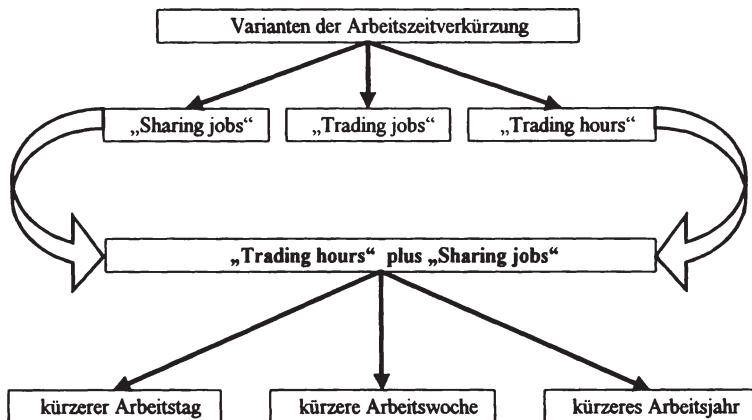 Varianten der Arbeitszeitverkürzung
„Sharing jobs“ „Trading jobs“ „Trading hours“
„Trading hours“ plus „Sharing jobs“
kürzerer Arbeitstag kürzere Arbeitswoche kürzeres Arbeitsjahr